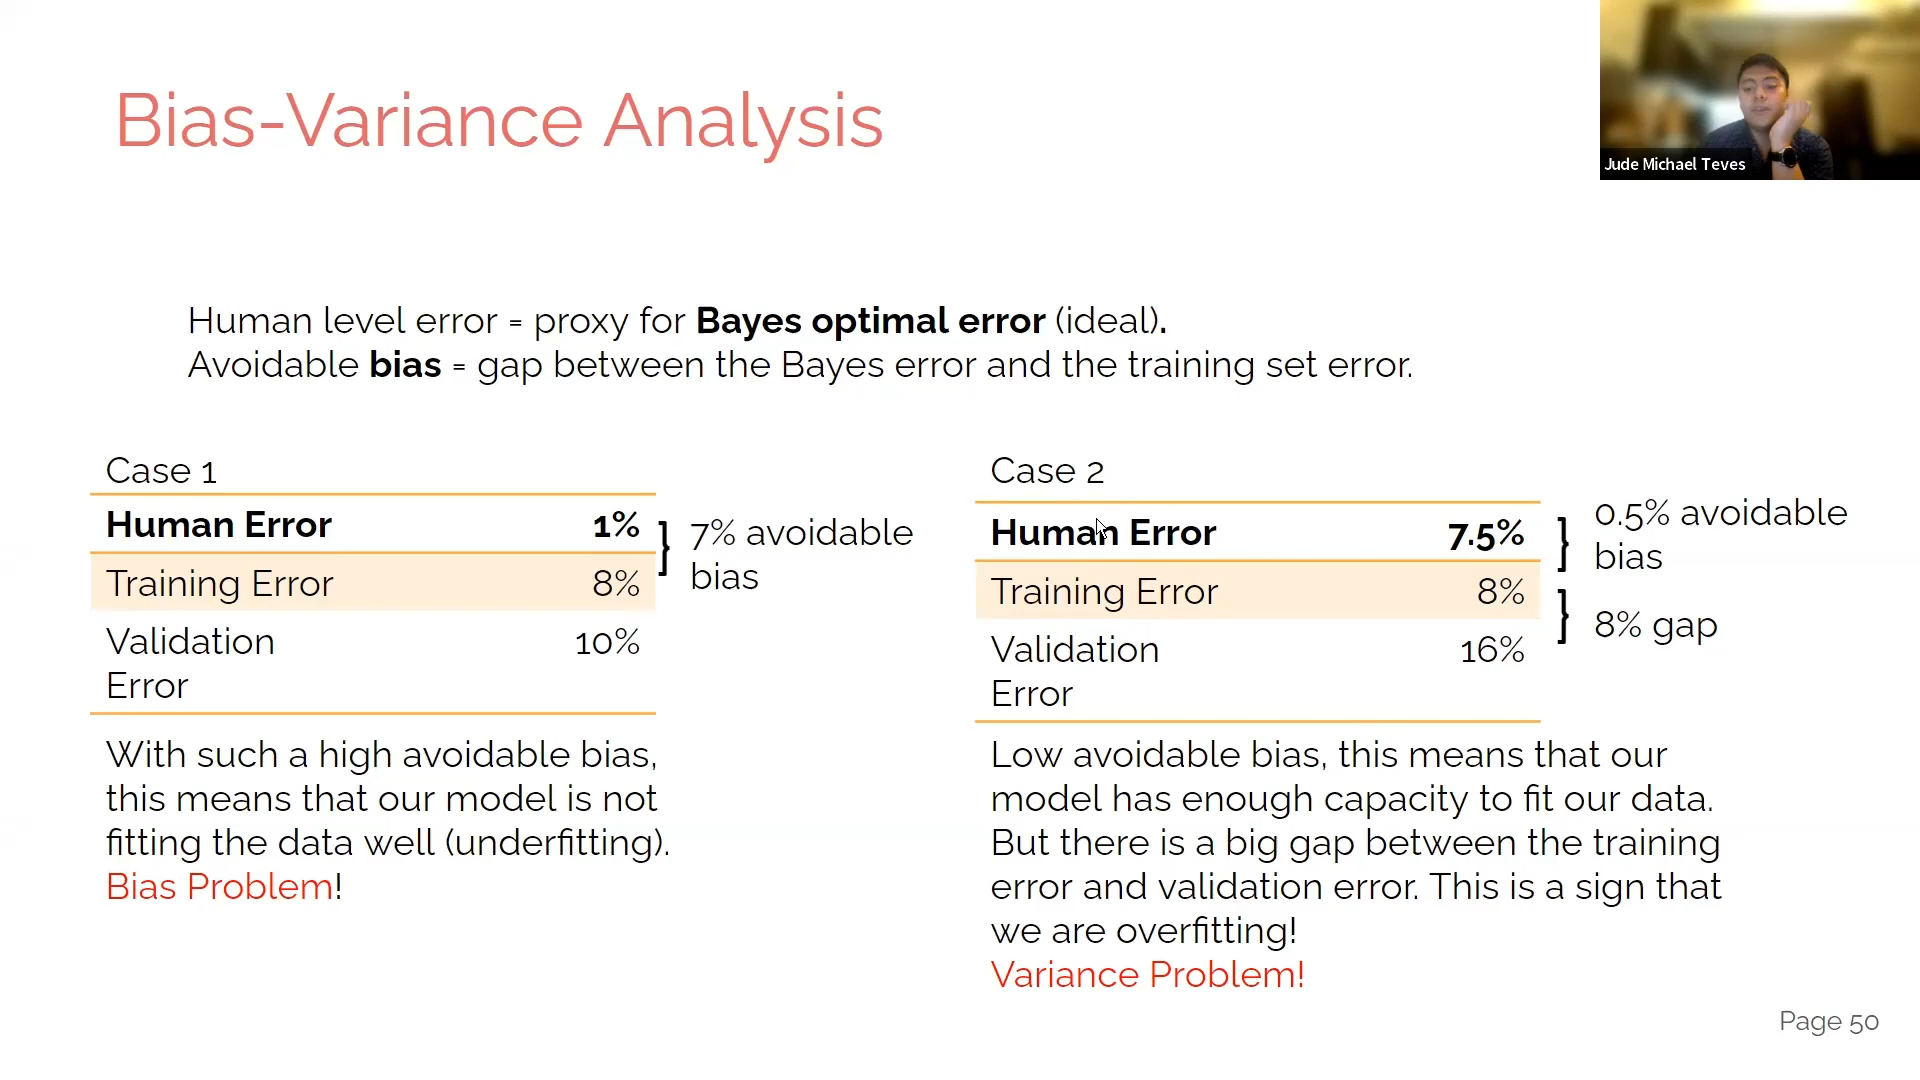 Bias-Variance Analysis
Jude Michael Teves
Human level error = proxy for Bayes optimal error (ideal).
Avoidable bias = gap between the Bayes error and the training set error.
Case 1
Human Error 1%
Training Error 8%
Validation 10%
Error
7% avoidable
bias
With such a high avoidable bias,
this means that our model is not
fitting the data well (underfitting).
Bias Problem!
Case 2
Human Error 7.5%
Training Error 8%
Validation 16%
Error
0.5% avoidable
bias
8% gap
Low avoidable bias, this means that our
model has enough capacity to fit our data.
But there is a big gap between the training
error and validation error. This is a sign that
we are overfitting!
Variance Problem!
Page 50